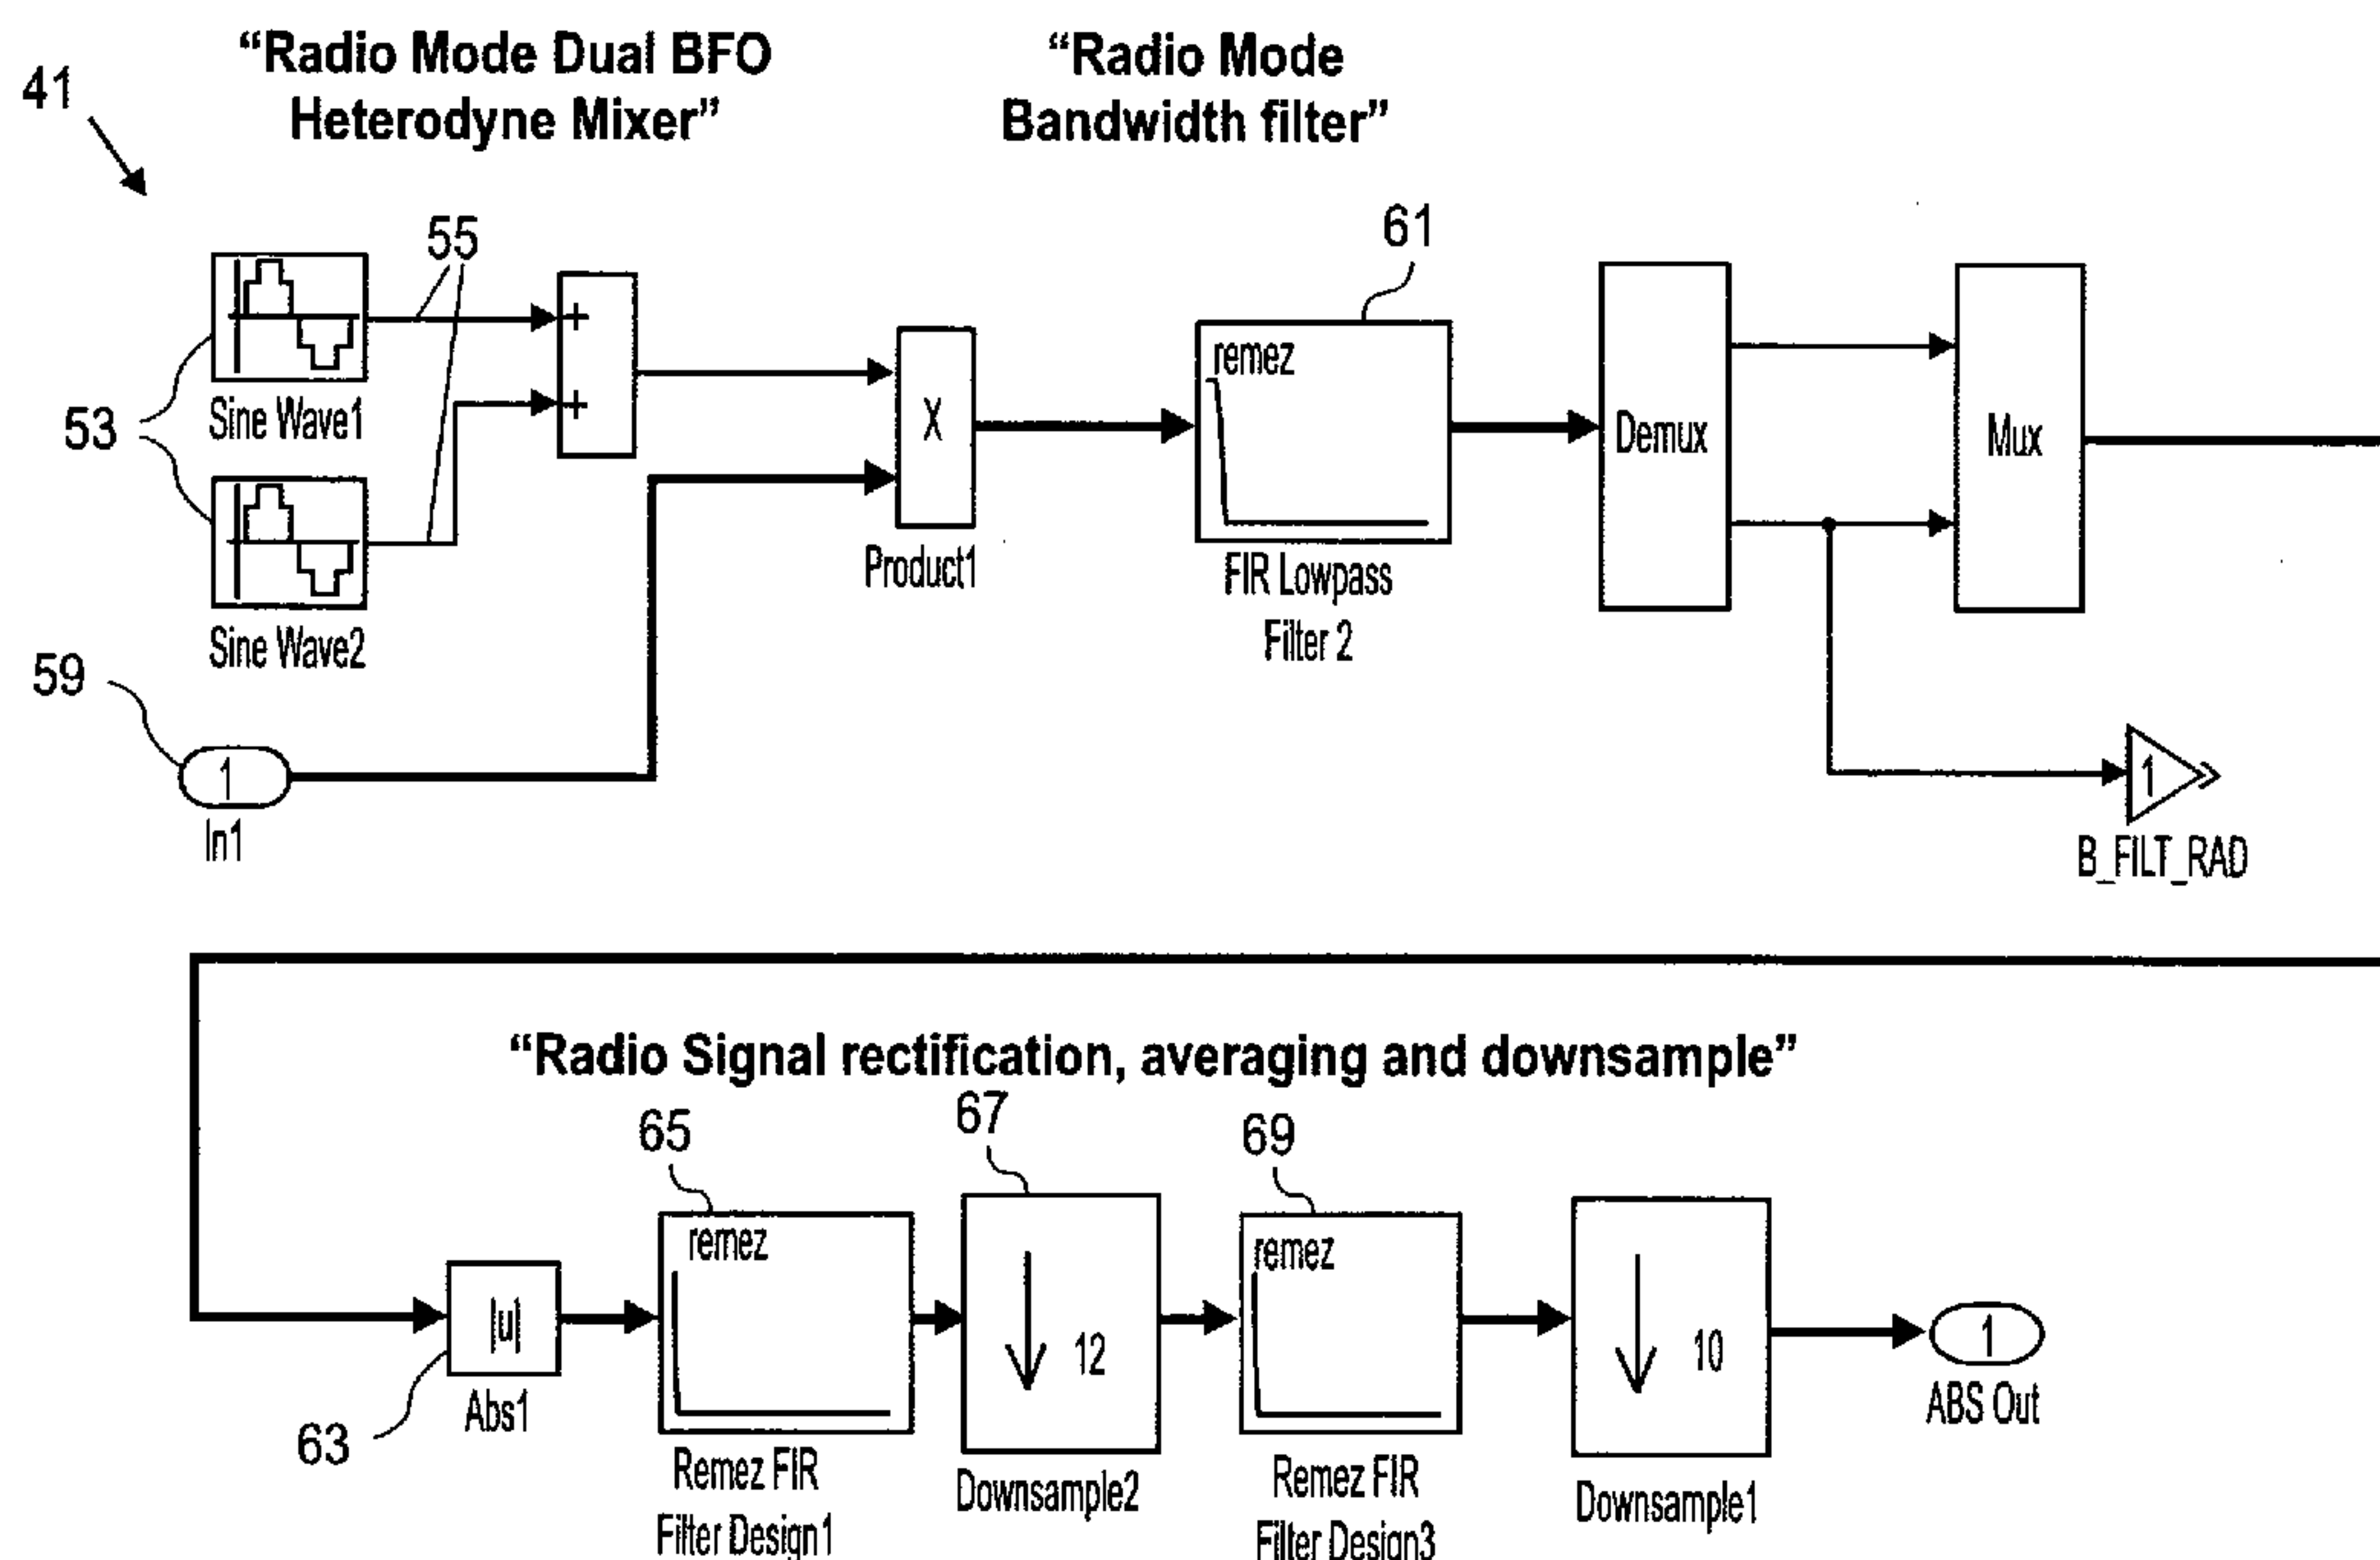 “Radio Mode Dual BFO
Heterodyne Mixer”
“Radio Mode
Bandwidth filter”
41
55
61
53
Sine Wave1
+
+
X
Product1
remez
FIR Lowpass
Filter 2
Demux
Mux
Sine Wave2
59
1
In1
1
B_FILT_RAD
“Radio Signal rectification, averaging and downsample”
65
67
69
|u|
Abs1
63
remez
Remez FIR
Filter Design1
12
Downsample2
remez
Remez FIR
Filter Design3
10
Downsample1
1
ABS Out